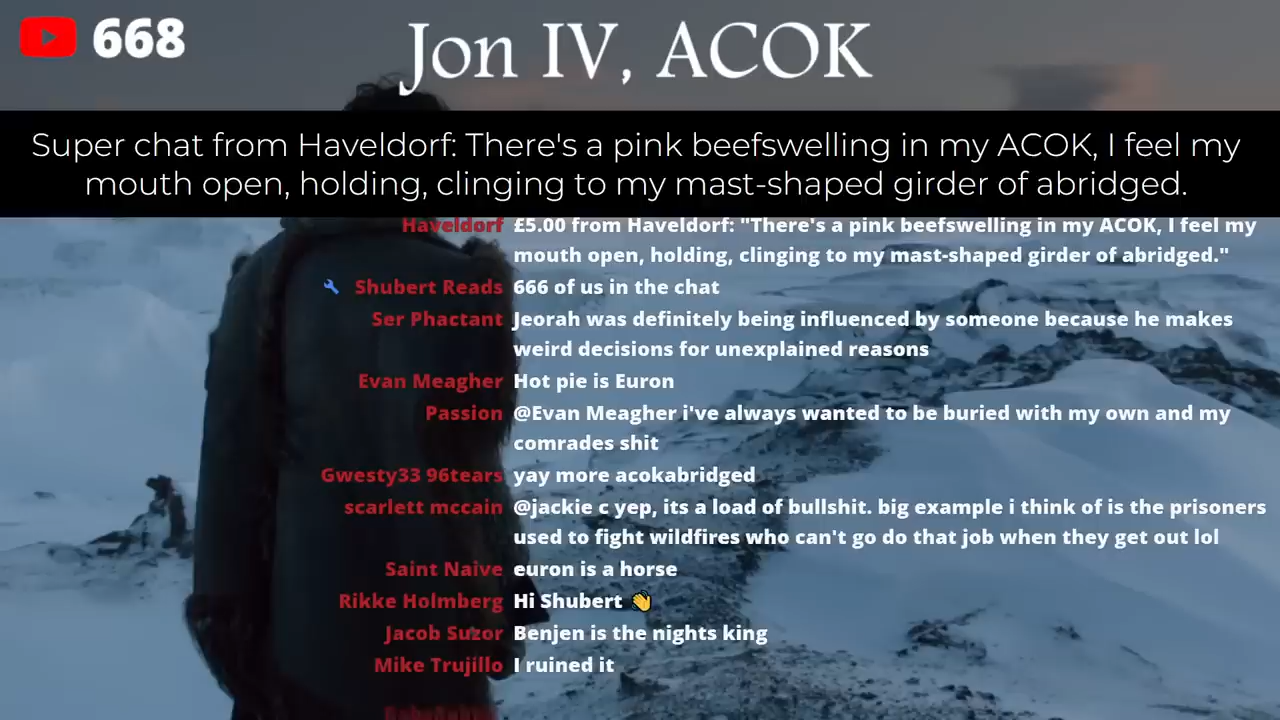 668
Jon IV, ACOK
Super chat from Haveldorf: There's a pink beefswelling in my ACOK, I feel my
mouth open, holding, clinging to my mast-shaped girder of abridged.
Haveldorf £5.00 from Haveldorf: "There's a pink beefswelling in my ACOK, I feel my
mouth open, holding, clinging to my mast-shaped girder of abridged."
Shubert Reads 666 of us in the chat
Ser Phactant Jeorah was definitely being influenced by someone because he makes
weird decisions for unexplained reasons
Evan Meagher Hot pie is Euron
Passion @Evan Meagher i've always wanted to be buried with my own and my
comrades shit
Gwesty33 96tears yay more acokabridged
scarlett mccain @jackie c yep, its a load of bullshit. big example i think of is the prisoners
used to fight wildfires who can't go do that job when they get out lol
Saint Naive euron is a horse
Rikke Holmberg Hi Shubert 👋
Jacob Suzor Benjen is the nights king
Mike Trujillo I ruined it